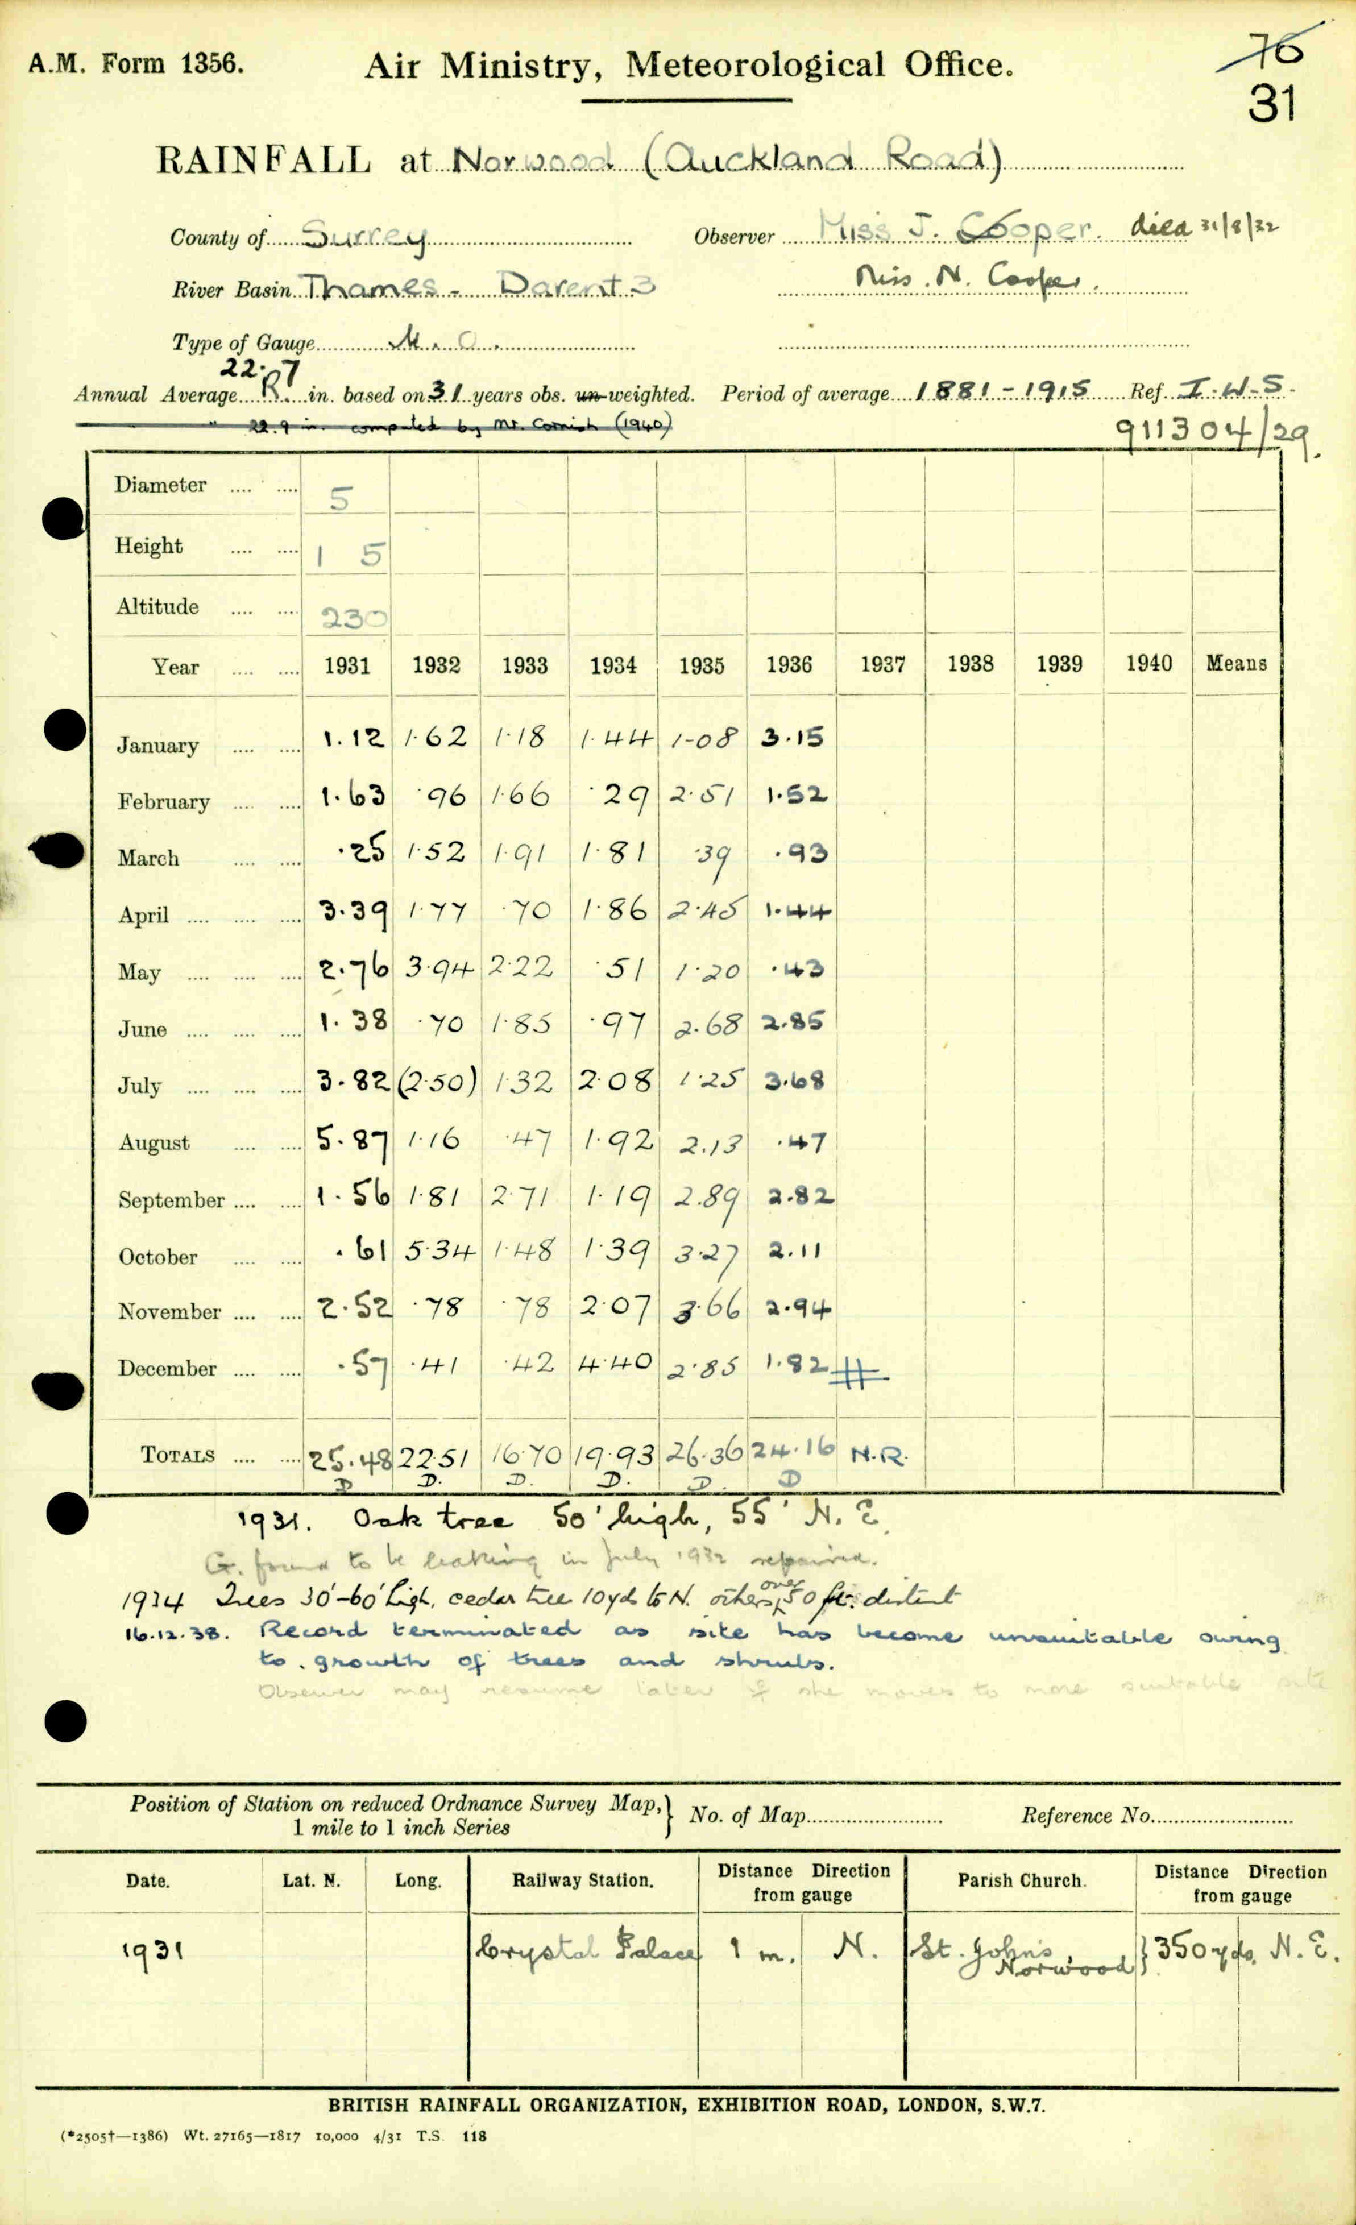 A.M. Form 1356.
Air Ministry, Meteorological Office.
76
31
RAINFALL at Norwood (Auckland Road)
County of Surrey Observer Miss J. Cooper. died 31/8/32
River Basin Thames - Darent 3 Miss. N. Cooper.
Type of Gauge M.O.
22.7
Annual Average R. in. based on 31 years obs. un-weighted. Period of average 1881-1915 Ref. I.W.S.
" 22.9 in. computed by Mr. Cornish (1940)
911304/29.
Diameter .... .... 5
Height .... .... 1 5
Altitude .... .... 230
Year .... .... 1931 1932 1933 1934 1935 1936 1937 1938 1939 1940 Means
January .... .... 1.12 1.62 1.18 1.44 1.08 3.15
February .... .... 1.63 .96 1.66 .29 2.51 1.52
March .... .... .25 1.52 1.91 1.81 .39 .93
April .... .... .... 3.39 1.77 .70 1.86 2.45 1.44
May .... .... .... 2.76 3.94 2.22 .51 1.20 .43
June .... .... .... 1.38 .70 1.85 .97 2.68 2.85
July .... .... .... 3.82 (2.50) 1.32 2.08 1.25 3.68
August .... .... 5.87 1.16 .47 1.92 2.13 .47
September .... .... 1.56 1.81 2.71 1.19 2.89 2.82
October .... .... .61 5.34 1.48 1.39 3.27 2.11
November .... .... 2.52 .78 .78 2.07 3.66 2.94
December .... .... .57 .41 .42 4.40 2.85 1.82
TOTALS .... .... 25.48 22.51 16.70 19.93 26.36 24.16 N.R.
D D. D. D. D. D
1931. Oak tree 50' high, 55' N.E.
G. found to be leaking in July 1932 repaired.
1934 Trees 30'-60' high, cedar tree 10yds to N. others over 50 ft. distant
16.12.38. Record terminated as site has become unsuitable owing
to growth of trees and shrubs.
Observer may resume later if she moves to more suitable site
Position of Station on reduced Ordnance Survey Map,} No. of Map Reference No.
1 mile to 1 inch Series
Date. Lat. N. Long. Railway Station. Distance Direction from gauge Parish Church. Distance Direction from gauge
1931 Crystal Palace 1 m. N. St. John's, Norwood } 350 yds. N.E.
BRITISH RAINFALL ORGANIZATION, EXHIBITION ROAD, LONDON, S.W.7.
(*2505†—1386) Wt. 27165—1817 10,000 4/31 T.S. 118